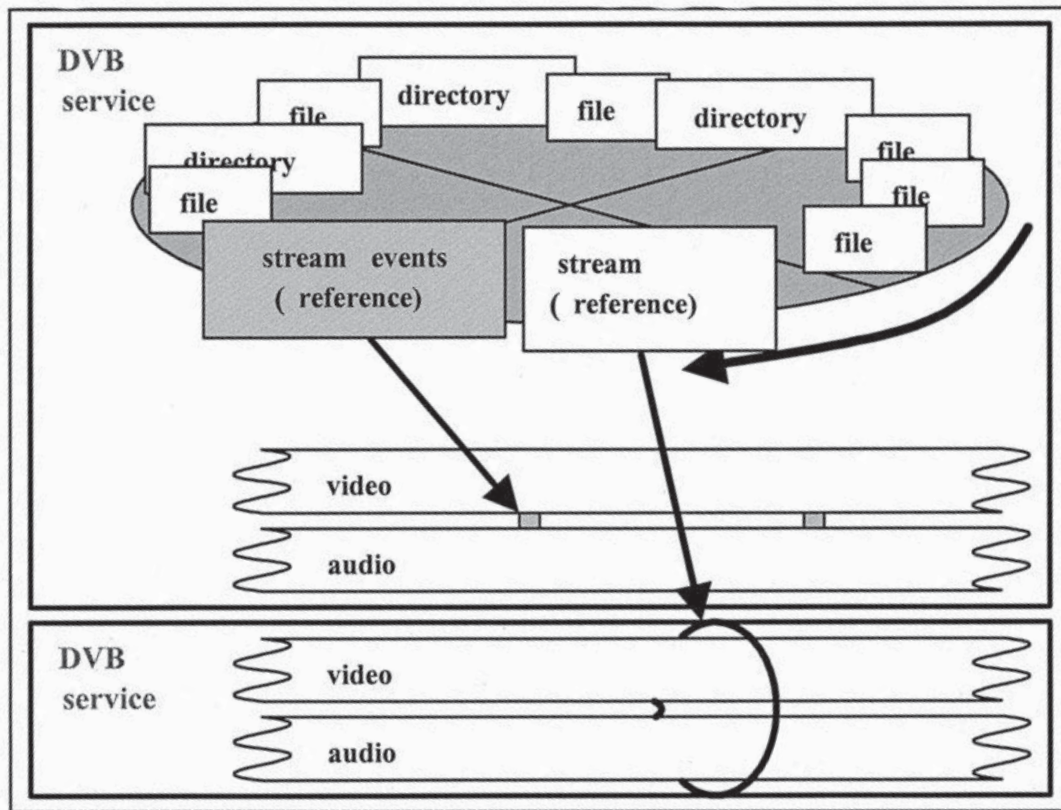 DVB
service
directory
file
file
directory
directory
file
file
file
file
stream events
( reference)
stream
( reference)
video
audio
DVB
service
video
audio